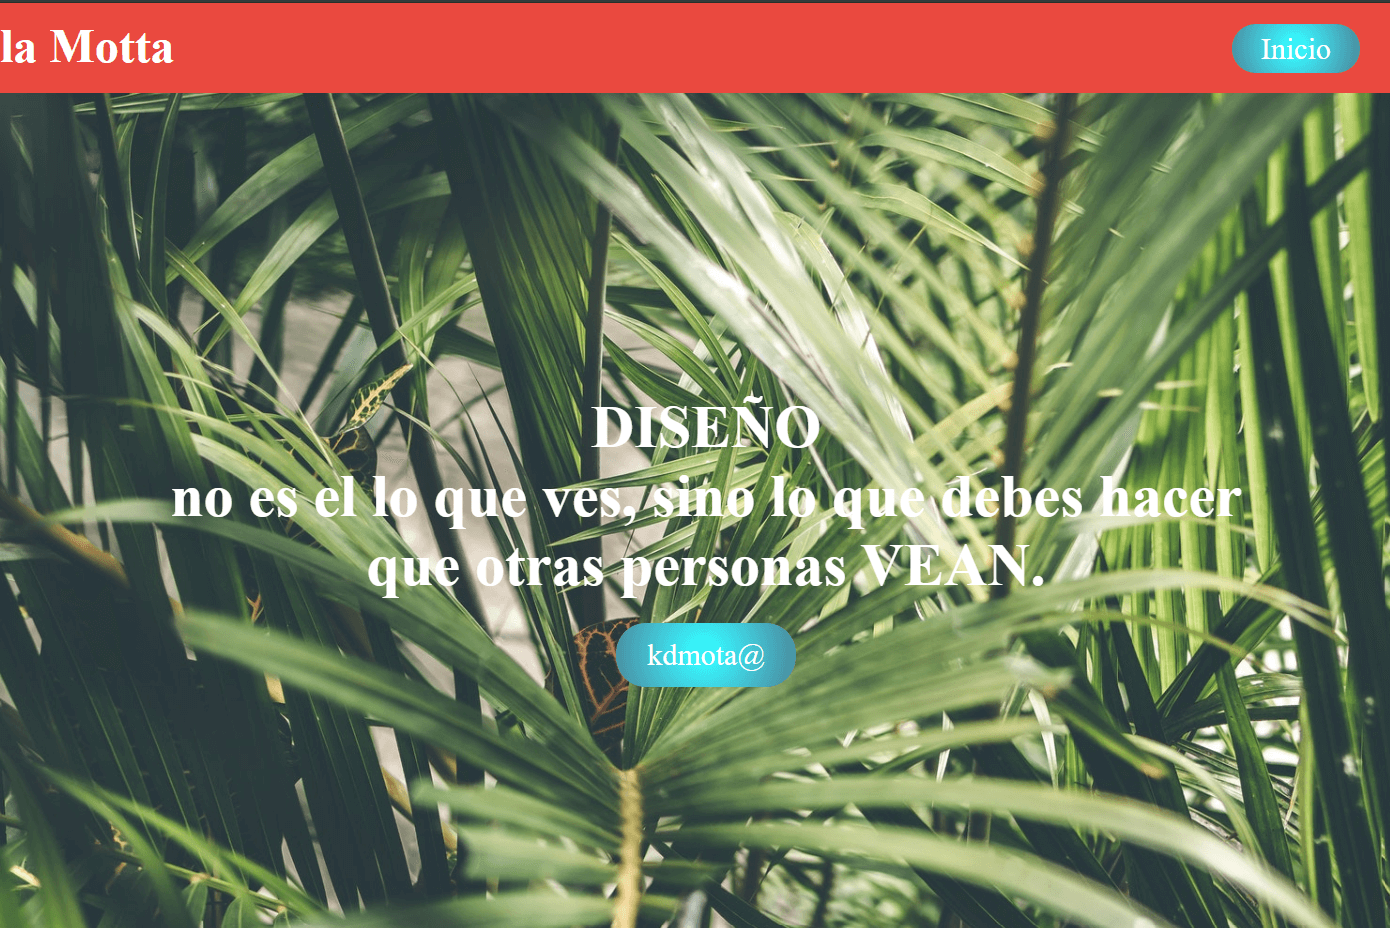 la Motta
Inicio
DISEÑO
no es el lo que ves, sino lo que debes hacer
que otras personas VEAN.
kdmota@